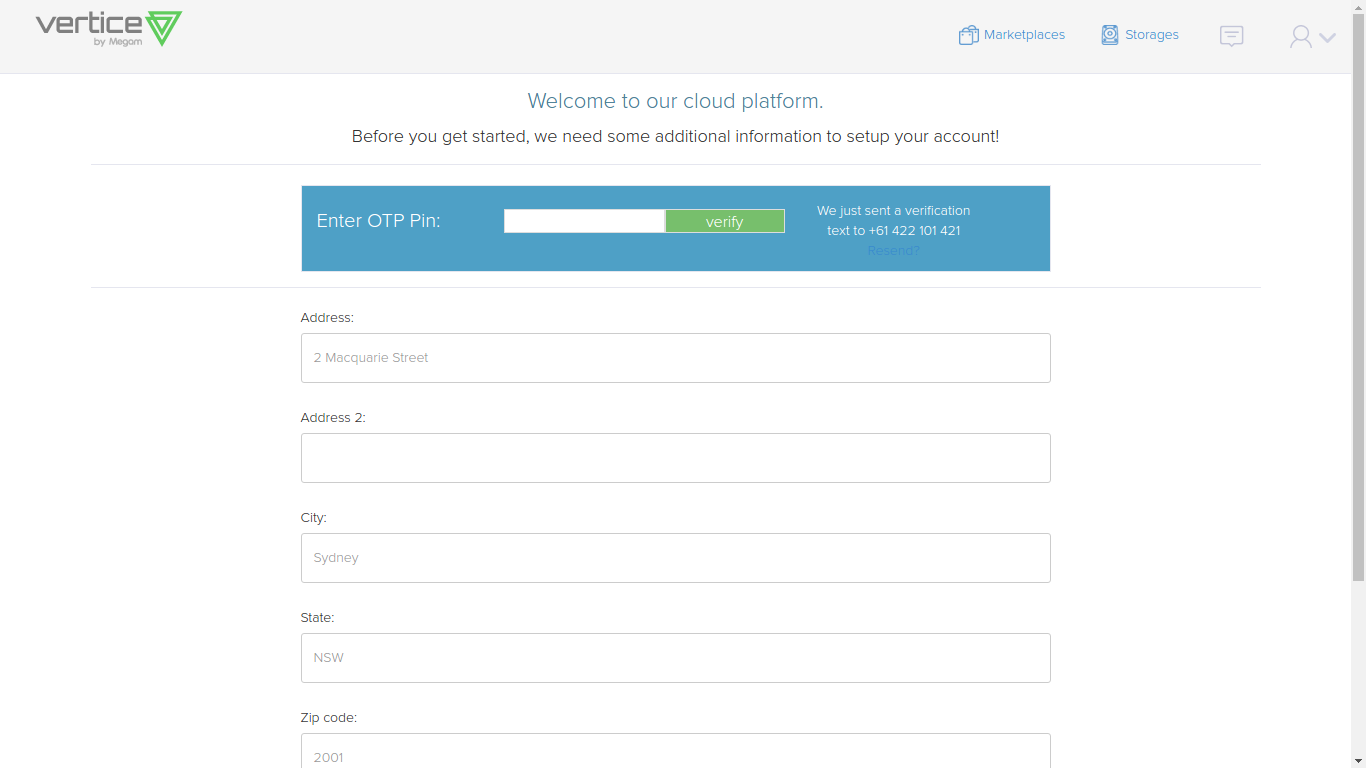 vertice
by Megam
Marketplaces
Storages
Welcome to our cloud platform.
Before you get started, we need some additional information to setup your account!
Enter OTP Pin:
verify
We just sent a verification
text to +61 422 101 421
Resend?
Address:
2 Macquarie Street
Address 2:
City:
Sydney
State:
NSW
Zip code:
2001